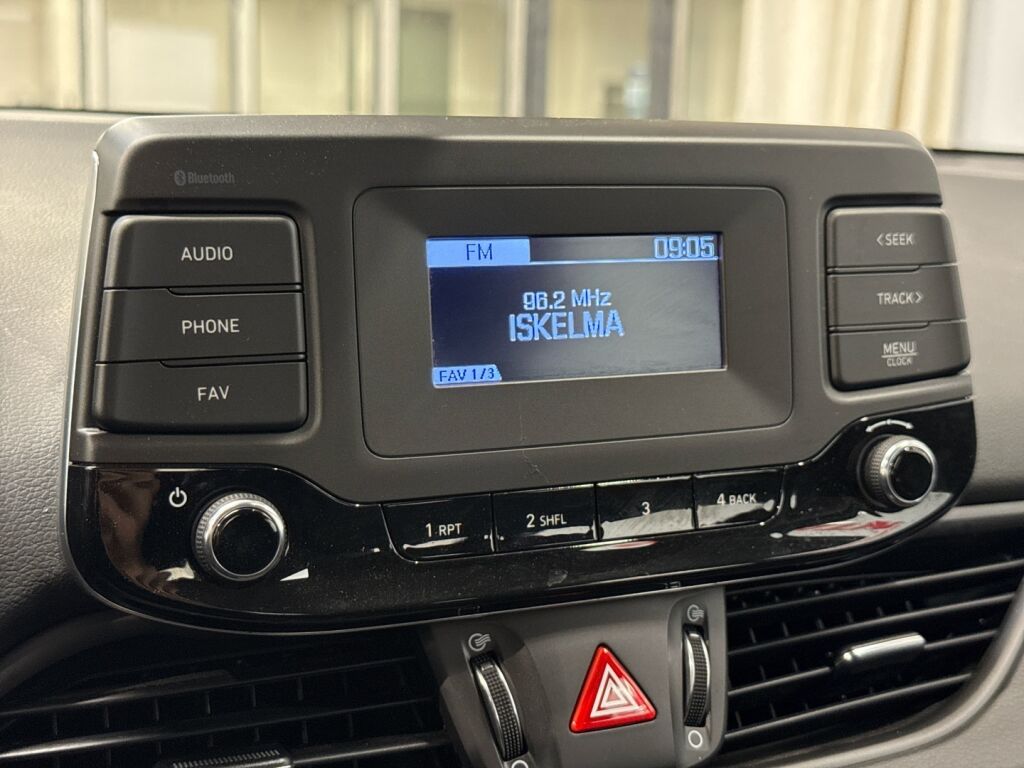 Bluetooth
AUDIO
PHONE
FAV
FM
09:05
96.2 MHz
ISKELMA
FAV 1/3
<SEEK
TRACK>
MENU
CLOCK
1 RPT
2 SHFL
3
4 BACK